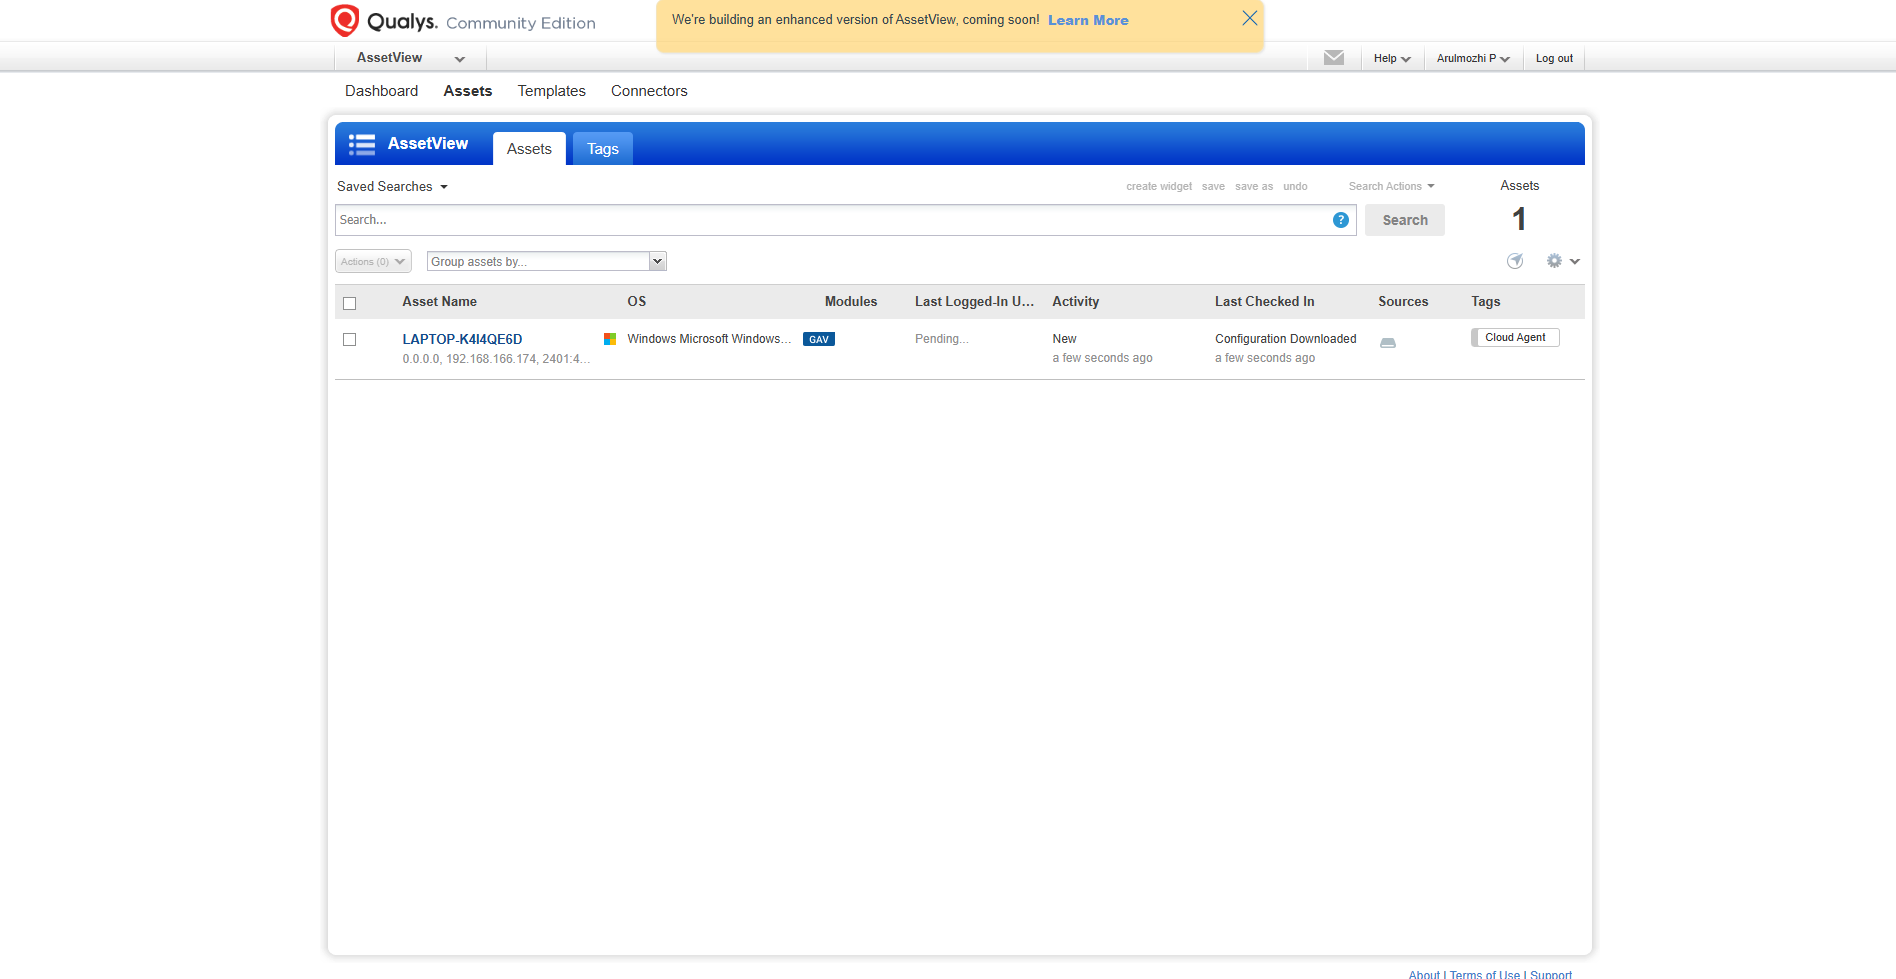 Qualys. Community Edition
We're building an enhanced version of AssetView, coming soon! Learn More
AssetView
Help
Arulmozhi P
Log out
Dashboard Assets Templates Connectors
AssetView
Assets
Tags
Saved Searches
create widget save save as undo
Search Actions
Assets
Search...
?
Search
1
Actions (0)
Group assets by...
Asset Name OS Modules Last Logged-In U... Activity Last Checked In Sources Tags
LAPTOP-K4I4QE6D Windows Microsoft Windows... GAV Pending... New Configuration Downloaded Cloud Agent
0.0.0.0, 192.168.166.174, 2401:4... a few seconds ago a few seconds ago
About | Terms of Use | Support